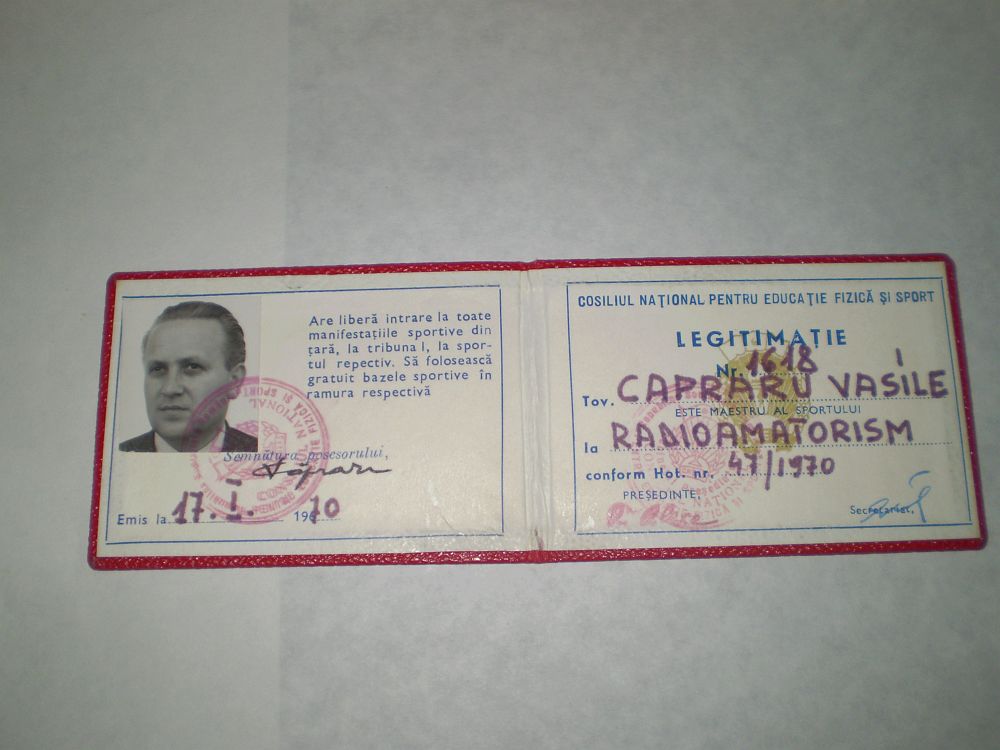 Are liberă intrare la toate
manifestațiile sportive din
țară, la tribuna I, la spor-
tul repectiv. Să folosească
gratuit bazele sportive în
ramura respectivă
Semnătura posesorului,
Emis la 17. I. 1970
COSILIUL NAȚIONAL PENTRU EDUCAȚIE FIZICĂ ȘI SPORT
LEGITIMAȚIE
Nr. 1618
Tov. CAPRARU VASILE
ESTE MAESTRU AL SPORTULUI
la RADIOAMATORISM
conform Hot. nr. 47/1970
PREȘEDINTE,
Secretariat,